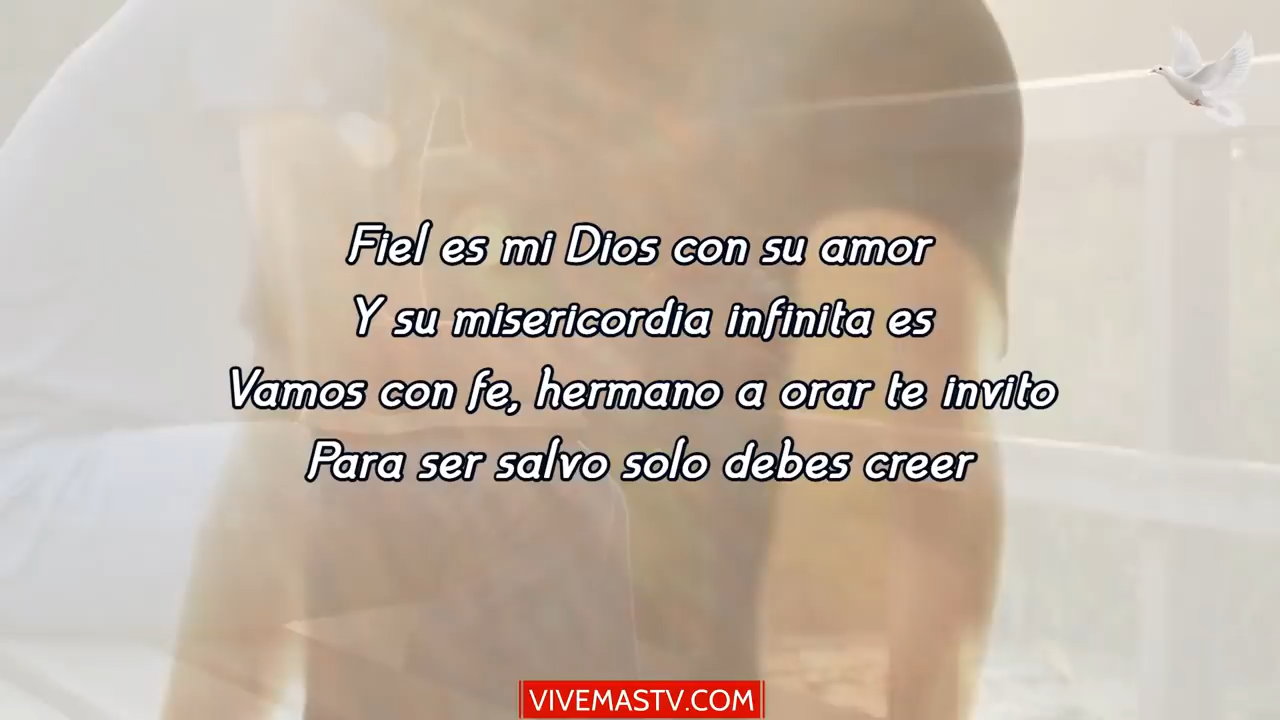 Fiel es mi Dios con su amor
Y su misericordia infinita es
Vamos con fe, hermano a orar te invito
Para ser salvo solo debes creer
VIVEMASTV.COM